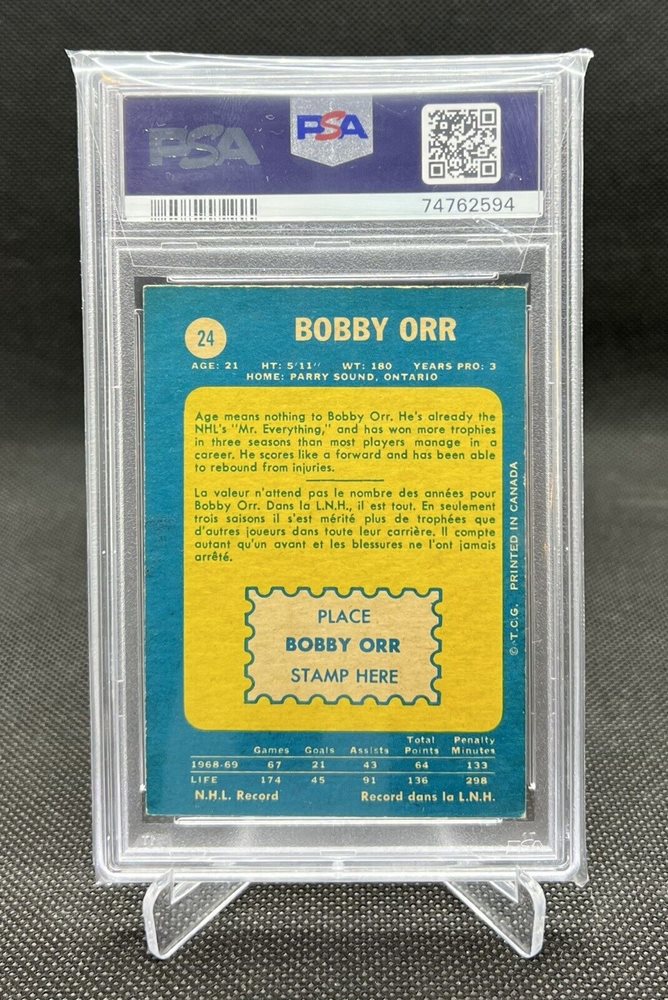 PSA
PSA
74762594
24
BOBBY ORR
AGE: 21 HT: 5'11" WT: 180 YEARS PRO: 3
HOME: PARRY SOUND, ONTARIO
Age means nothing to Bobby Orr. He's already the
NHL's "Mr. Everything," and has won more trophies
in three seasons than most players manage in a
career. He scores like a forward and has been able
to rebound from injuries.
La valeur n'attend pas le nombre des années pour
Bobby Orr. Dans la L.N.H., il est tout. En seulement
trois saisons il s'est mérité plus de trophées que
d'autres joueurs dans toute leur carrière. Il compte
autant qu'un avant et les blessures ne l'ont jamais
arrêté.
© T.C.G. PRINTED IN CANADA
PLACE
BOBBY ORR
STAMP HERE
Games Goals Assists Total Points Penalty Minutes
1968-69 67 21 43 64 133
LIFE 174 45 91 136 298
N.H.L. Record Record dans la L.N.H.
PSA